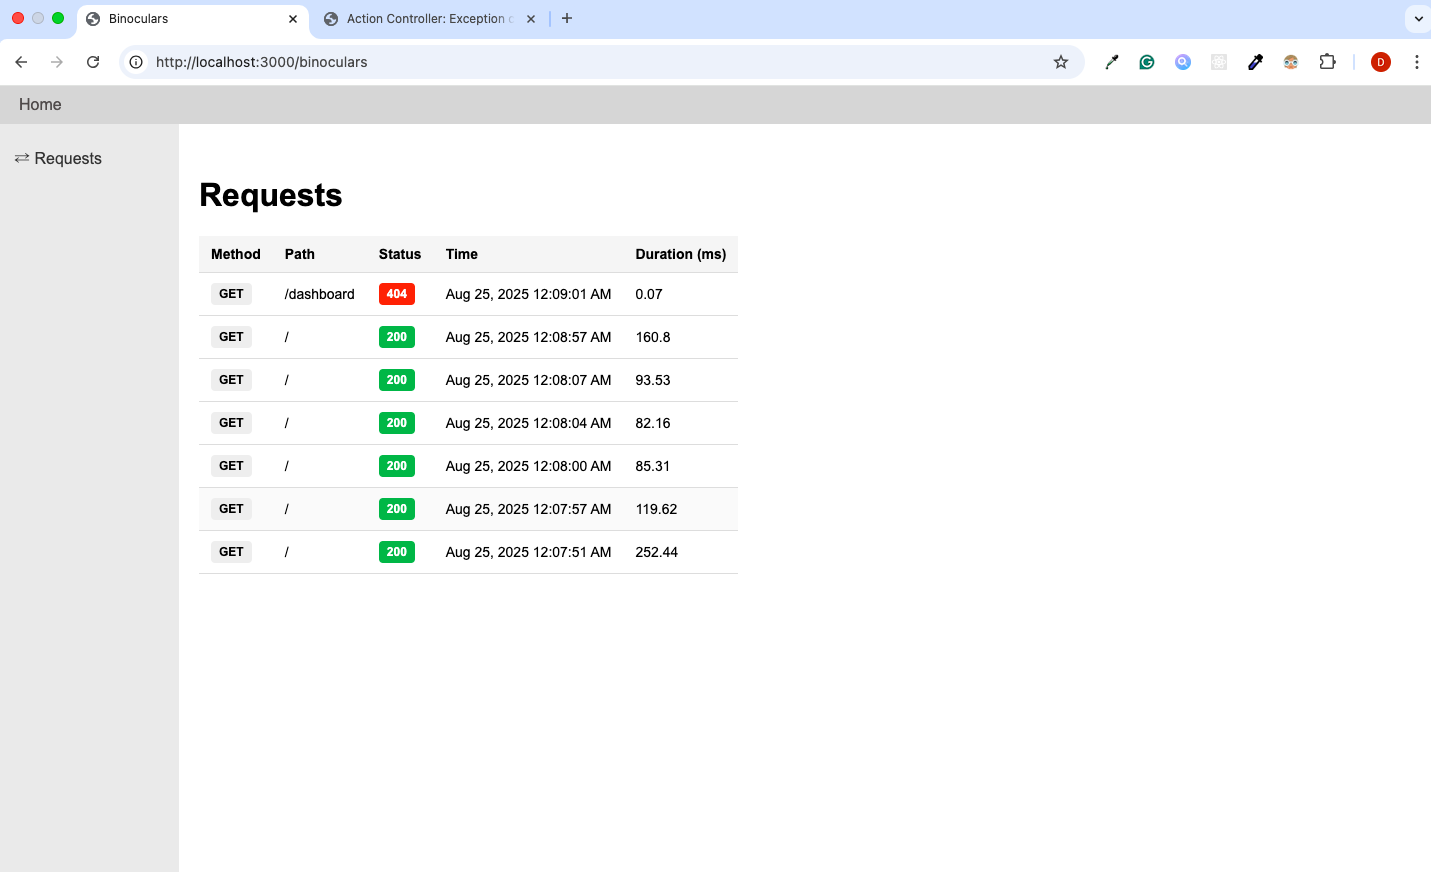 Binoculars
Action Controller: Exception
http://localhost:3000/binoculars
D
Home
Requests
Requests
Method Path Status Time Duration (ms)
GET /dashboard 404 Aug 25, 2025 12:09:01 AM 0.07
GET / 200 Aug 25, 2025 12:08:57 AM 160.8
GET / 200 Aug 25, 2025 12:08:07 AM 93.53
GET / 200 Aug 25, 2025 12:08:04 AM 82.16
GET / 200 Aug 25, 2025 12:08:00 AM 85.31
GET / 200 Aug 25, 2025 12:07:57 AM 119.62
GET / 200 Aug 25, 2025 12:07:51 AM 252.44